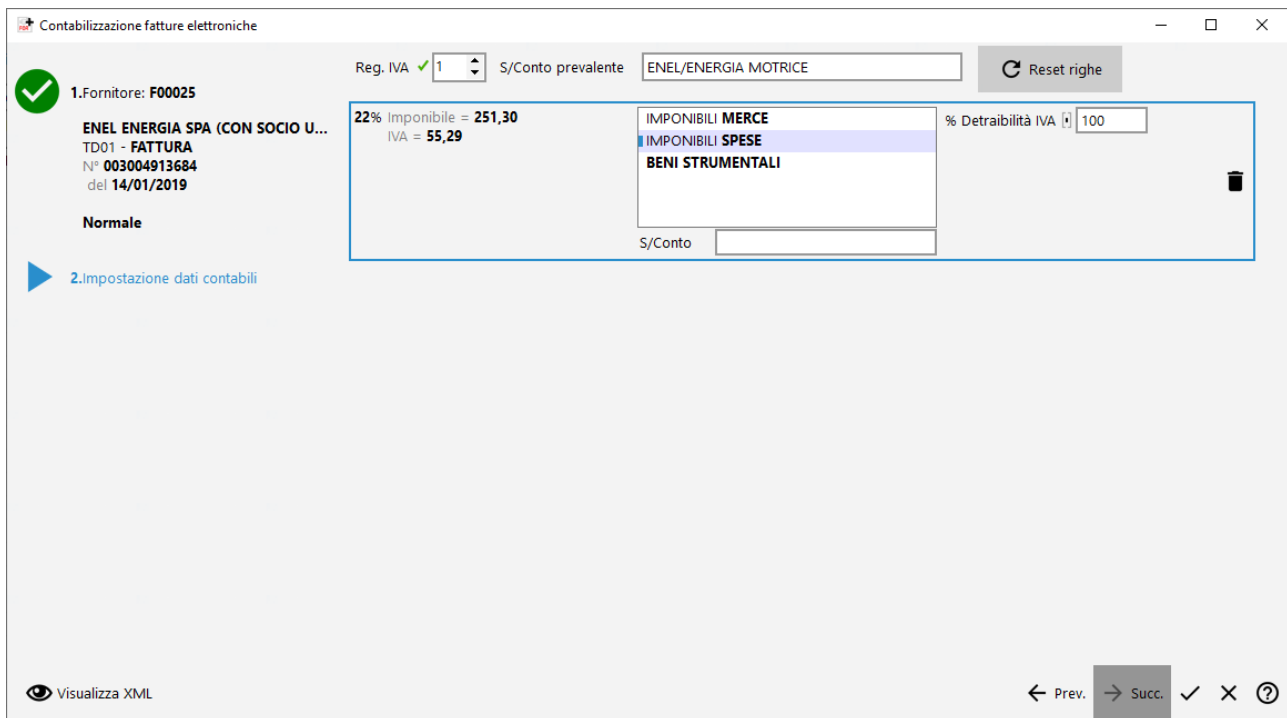 Contabilizzazione fatture elettroniche
Reg. IVA 1 S/Conto prevalente ENEL/ENERGIA MOTRICE Reset righe
1.Fornitore: F00025
ENEL ENERGIA SPA (CON SOCIO U...
TD01 - FATTURA
N° 003004913684
del 14/01/2019
Normale
2.Impostazione dati contabili
22% Imponibile = 251,30
IVA = 55,29
IMPONIBILI MERCE
IMPONIBILI SPESE
BENI STRUMENTALI
S/Conto
% Detraibilità IVA 100
Visualizza XML
Prev. Succ.